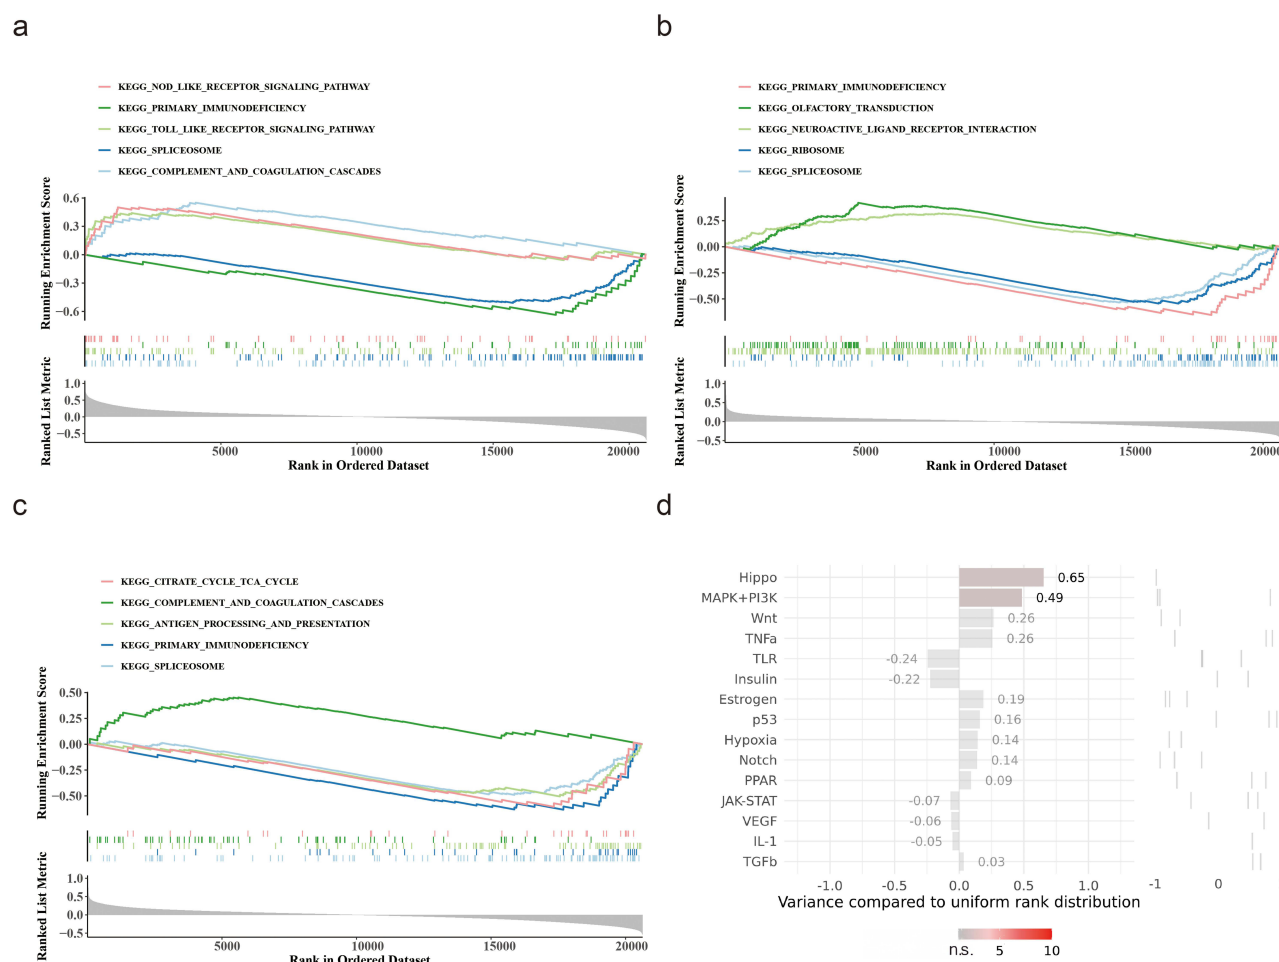 a
KEGG_NOD_LIKE_RECEPTOR_SIGNALING_PATHWAY
KEGG_PRIMARY_IMMUNODEFICIENCY
KEGG_TOLL_LIKE_RECEPTOR_SIGNALING_PATHWAY
KEGG_SPLICEOSOME
KEGG_COMPLEMENT_AND_COAGULATION_CASCADES
Running Enrichment Score
0.6
0.3
0.0
−0.3
−0.6
Ranked List Metric
1.0
0.5
0.0
−0.5
5000 10000 15000 20000
Rank in Ordered Dataset
b
KEGG_PRIMARY_IMMUNODEFICIENCY
KEGG_OLFACTORY_TRANSDUCTION
KEGG_NEUROACTIVE_LIGAND_RECEPTOR_INTERACTION
KEGG_RIBOSOME
KEGG_SPLICEOSOME
Running Enrichment Score
0.25
0.00
−0.25
−0.50
Ranked List Metric
1.0
0.5
0.0
−0.5
5000 10000 15000 20000
Rank in Ordered Dataset
c
KEGG_CITRATE_CYCLE_TCA_CYCLE
KEGG_COMPLEMENT_AND_COAGULATION_CASCADES
KEGG_ANTIGEN_PROCESSING_AND_PRESENTATION
KEGG_PRIMARY_IMMUNODEFICIENCY
KEGG_SPLICEOSOME
Running Enrichment Score
0.50
0.25
0.00
−0.25
−0.50
Ranked List Metric
1.0
0.5
0.0
−0.5
5000 10000 15000 20000
Rank in Ordered Dataset
d
Hippo 0.65
MAPK+PI3K 0.49
Wnt 0.26
TNFa 0.26
TLR -0.24
Insulin -0.22
Estrogen 0.19
p53 0.16
Hypoxia 0.14
Notch 0.14
PPAR 0.09
JAK-STAT -0.07
VEGF -0.06
IL-1 -0.05
TGFb 0.03
-1.0 -0.5 0.0 0.5 1.0 -1 0
Variance compared to uniform rank distribution
n.s. 5 10